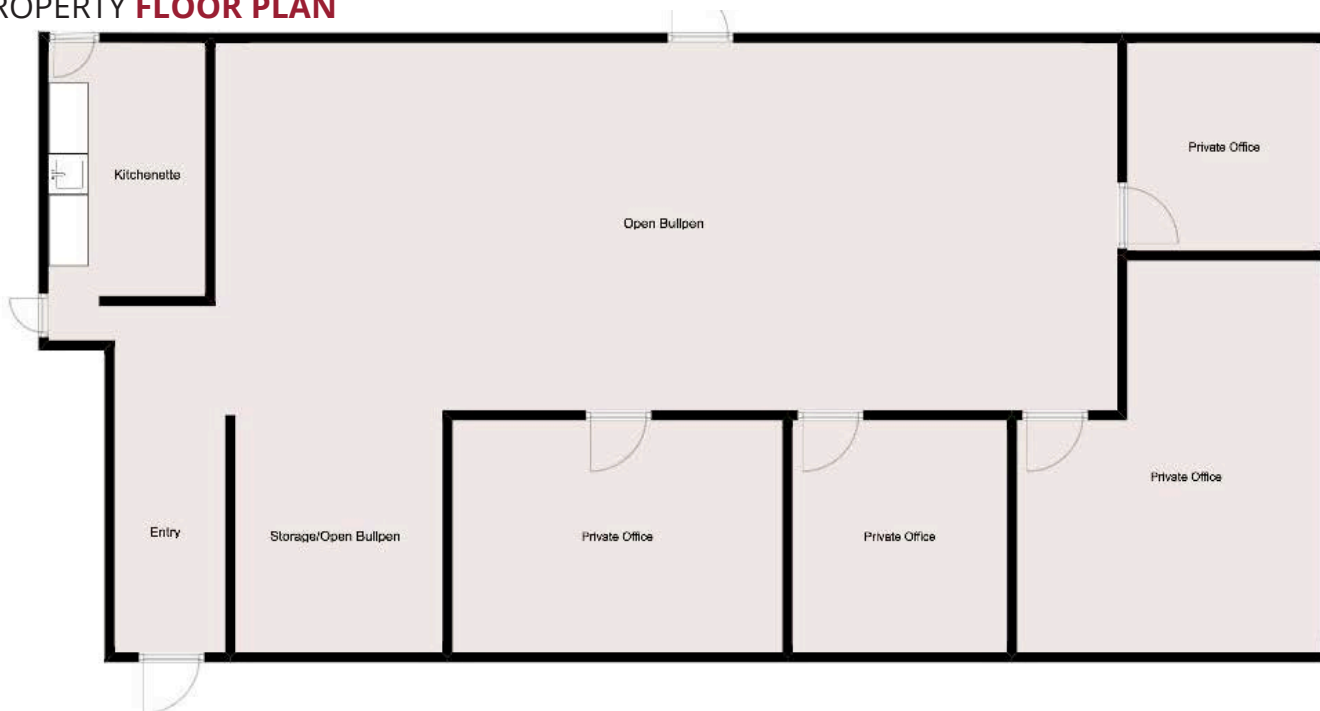 ROPERTY FLOOR PLAN
Kitchenette
Private Office
Open Bullpen
Private Office
Entry
Storage/Open Bullpen
Private Office
Private Office